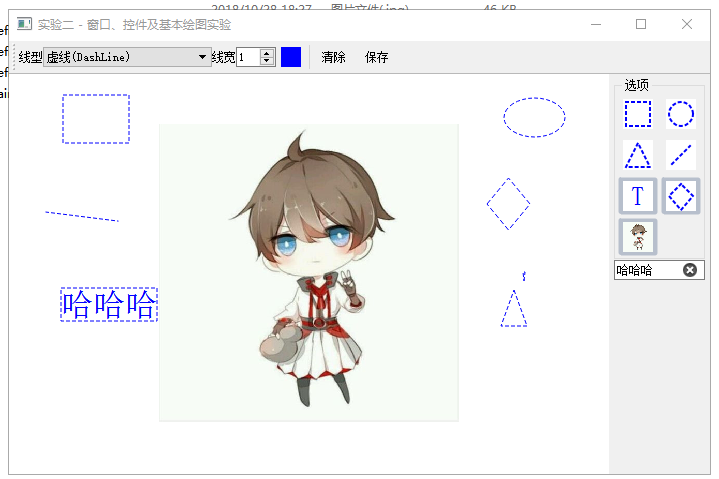 2018/10/28 18:27 图片文件(.jpg) 46 KB
实验二 - 窗口、控件及基本绘图实验
线型 虚线(DashLine) 线宽 1 清除 保存
选项
T
哈哈哈
哈哈哈